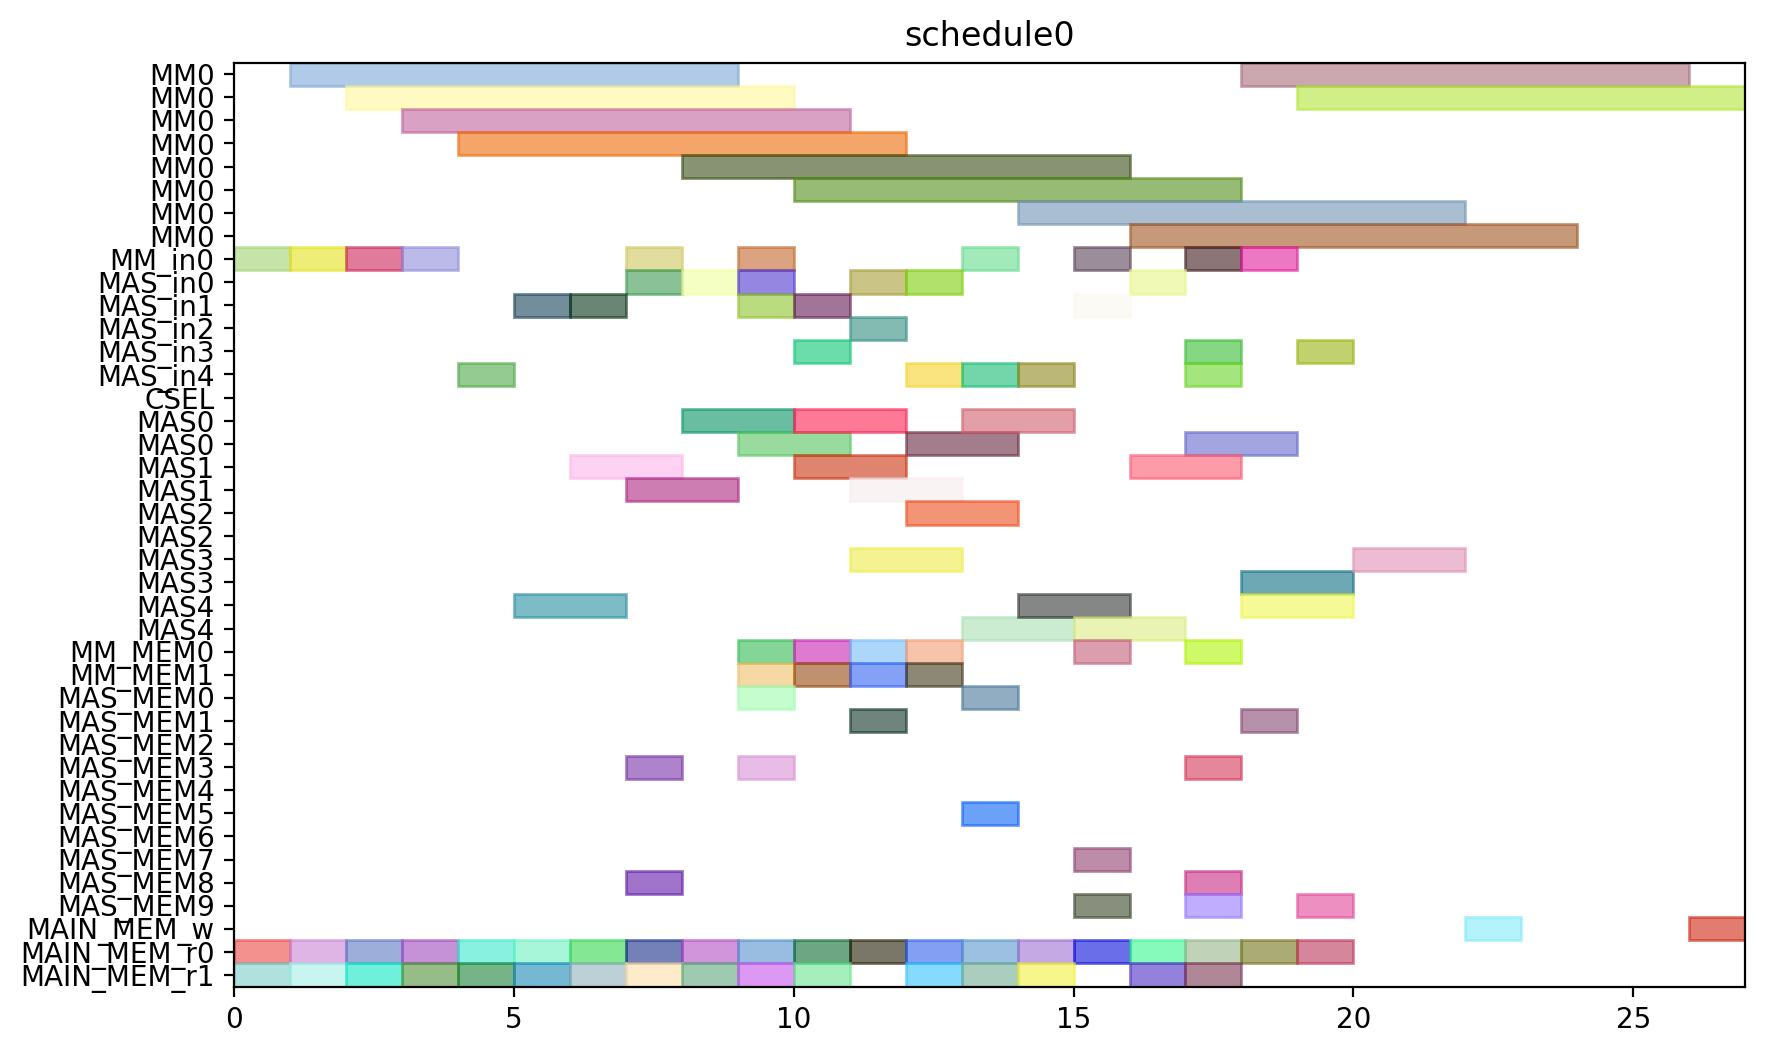 schedule0
MM0
MM0
MM0
MM0
MM0
MM0
MM0
MM0
MM_in0
MAS_in0
MAS_in1
MAS_in2
MAS_in3
MAS_in4
CSEL
MAS0
MAS0
MAS1
MAS1
MAS2
MAS2
MAS3
MAS3
MAS4
MAS4
MM_MEM0
MM_MEM1
MAS_MEM0
MAS_MEM1
MAS_MEM2
MAS_MEM3
MAS_MEM4
MAS_MEM5
MAS_MEM6
MAS_MEM7
MAS_MEM8
MAS_MEM9
MAIN_MEM_w
MAIN_MEM_r0
MAIN_MEM_r1
0 5 10 15 20 25